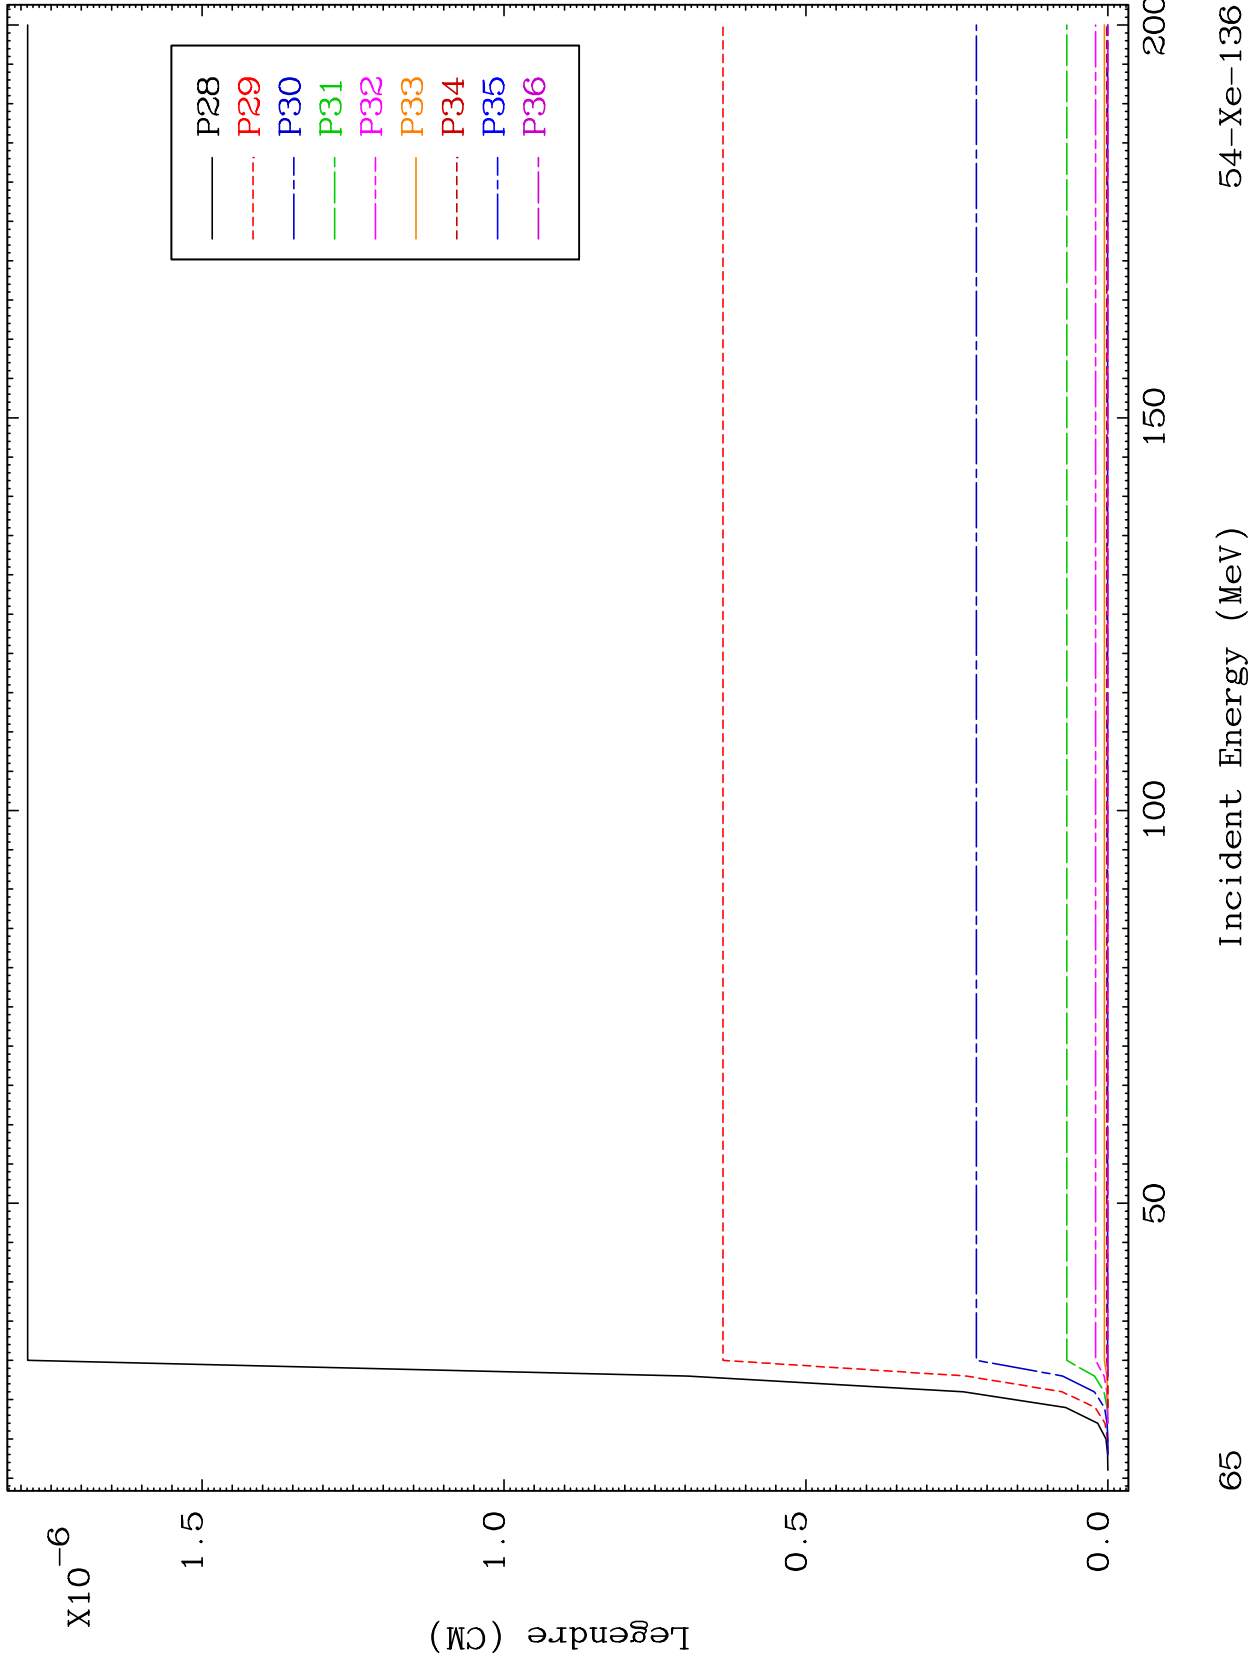 X10-6
1.5
1.0
0.5
0.0
Legendre (CM)
P28
P29
P30
P31
P32
P33
P34
P35
P36
50
100
150
200
Incident Energy (MeV)
65
54-Xe-136